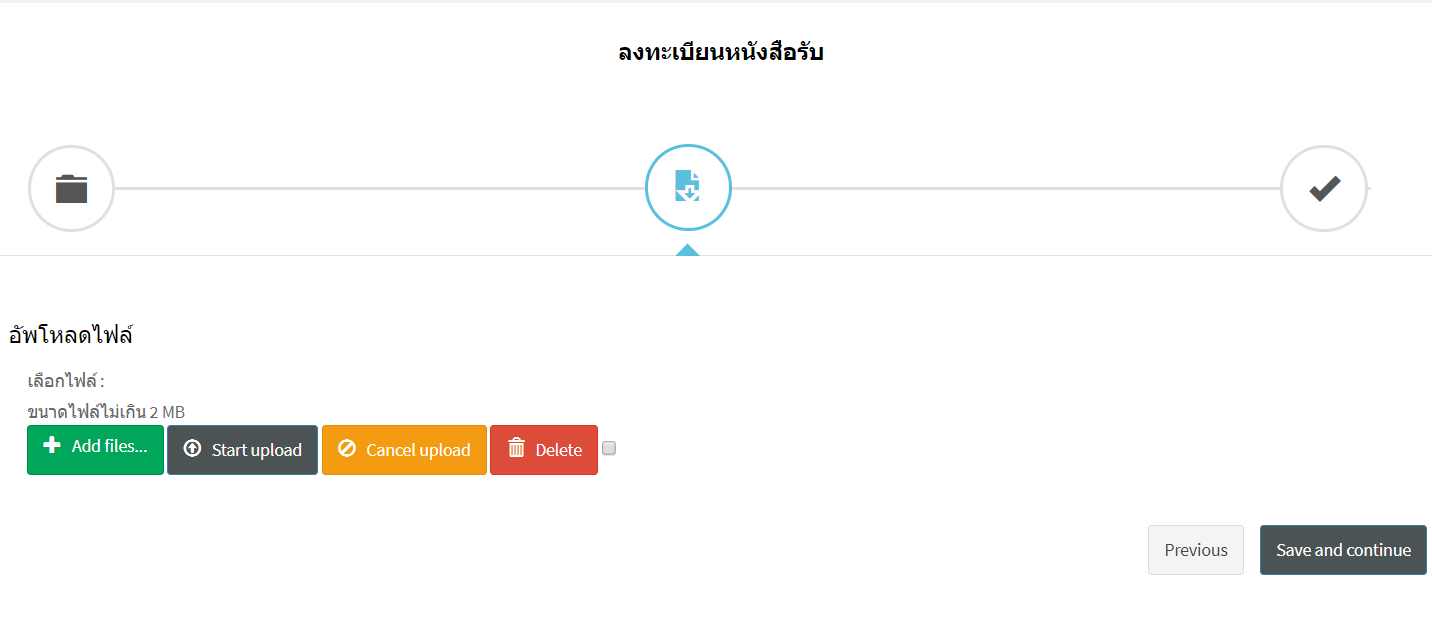 ลงทะเบียนหนังสือรับ
อัพโหลดไฟล์
เลือกไฟล์ :
ขนาดไฟล์ไม่เกิน 2 MB
Add files... Start upload Cancel upload Delete
Previous Save and continue